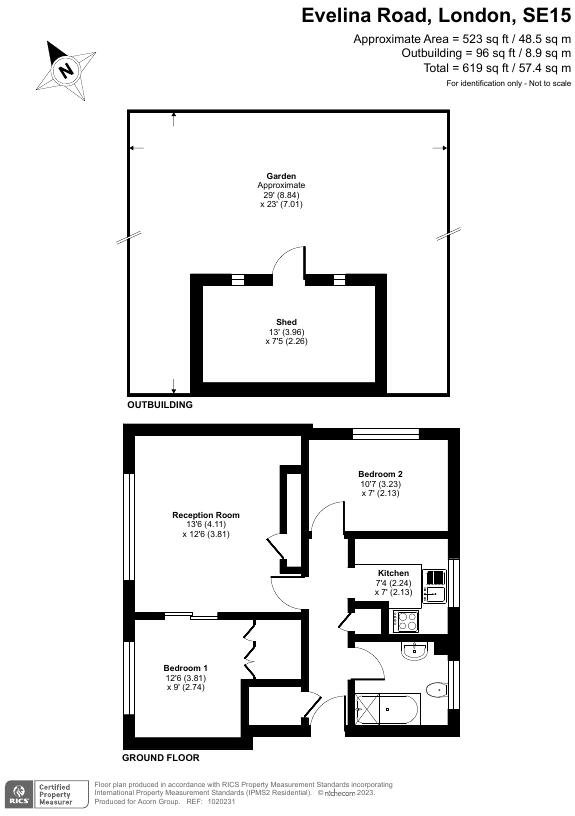 Evelina Road, London, SE15
Approximate Area = 523 sq ft / 48.5 sq m
Outbuilding = 96 sq ft / 8.9 sq m
Total = 619 sq ft / 57.4 sq m
For identification only - Not to scale
N
Garden
Approximate
29' (8.84)
x 23' (7.01)
Shed
13' (3.96)
x 7'5 (2.26)
OUTBUILDING
Bedroom 2
10'7 (3.23)
x 7' (2.13)
Reception Room
13'6 (4.11)
x 12'6 (3.81)
Kitchen
7'4 (2.24)
x 7' (2.13)
Bedroom 1
12'6 (3.81)
x 9' (2.74)
GROUND FLOOR
RICS
Certified
Property
Measurer
Floor plan produced in accordance with RICS Property Measurement Standards incorporating
International Property Measurement Standards (IPMS2 Residential). © nichecom 2023.
Produced for Acorn Group. REF: 1020231